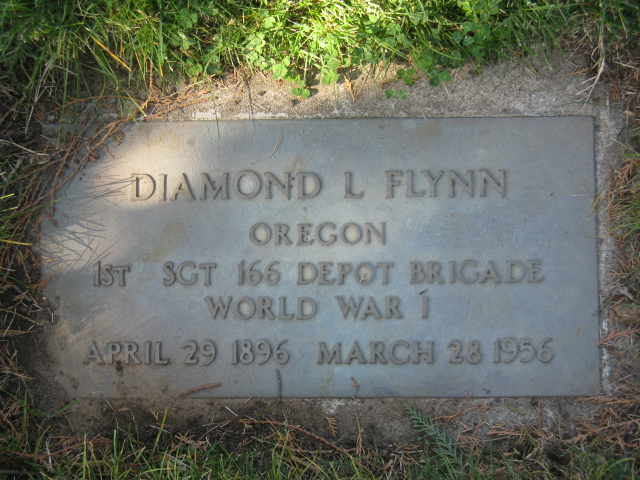 DIAMOND L FLYNN
OREGON
1ST SGT 166 DEPOT BRIGADE
WORLD WAR I
APRIL 29 1896 MARCH 28 1956